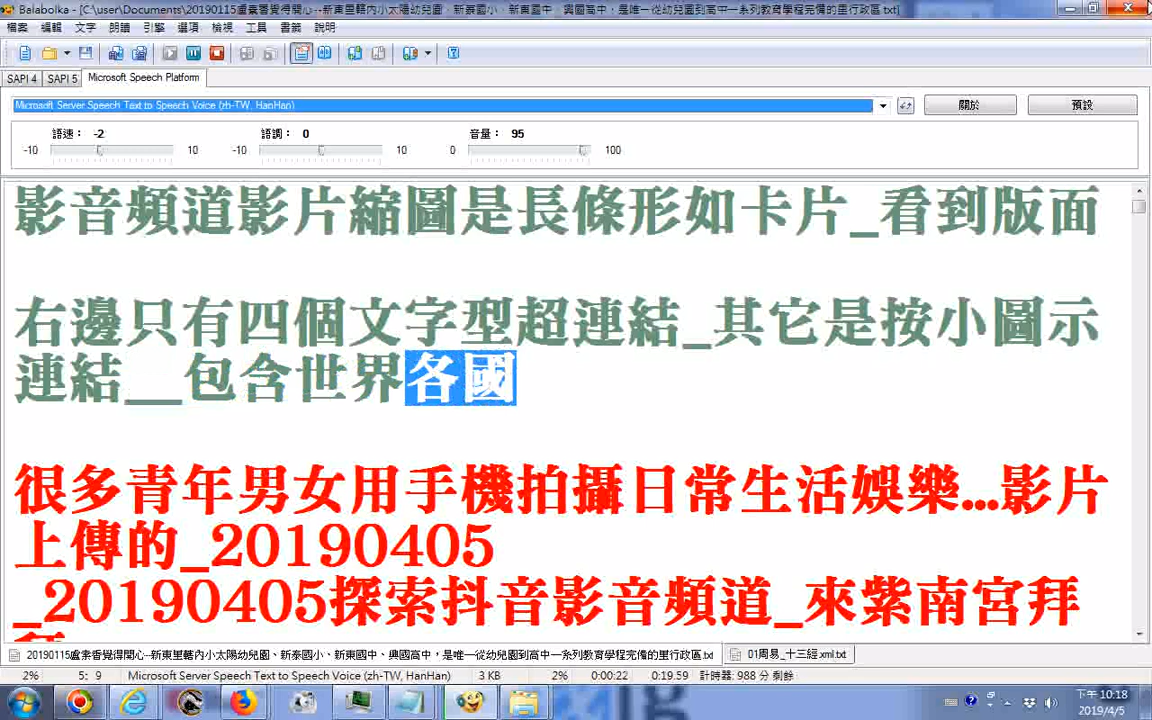 Balabolka - [C:\user\Documents\20190115盧素香覺得開心--新東里轄內小太陽幼兒園、新泰國小、新東國中、興國高中，是唯一從幼兒園到高中一系列教育學程完備的里行政區.txt]
檔案 編輯 文字 朗讀 引擎 選項 檢視 工具 書籤 說明
SAPI 4 SAPI 5 Microsoft Speech Platform
Microsoft Server Speech Text to Speech Voice (zh-TW, HanHan)
關於 預設
語速： -2 語調： 0 音量： 95
-10 10 -10 10 0 100
影音頻道影片縮圖是長條形如卡片_看到版面
右邊只有四個文字型超連結_其它是按小圖示
連結__包含世界各國
很多青年男女用手機拍攝日常生活娛樂...影片
上傳的_20190405
_20190405探索抖音影音頻道_來紫南宮拜
20190115盧素香覺得開心--新東里轄內小太陽幼兒園、新泰國小、新東國中、興國高中，是唯一從幼兒園到高中一系列教育學程完備的里行政區.txt 01周易_十三經.xml.txt
2% 5: 9 Microsoft Server Speech Text to Speech Voice (zh-TW, HanHan) 3 KB 2% 0:00:22 0:19.59 計時器: 988 分 剩餘
下午 10:18
2019/4/5